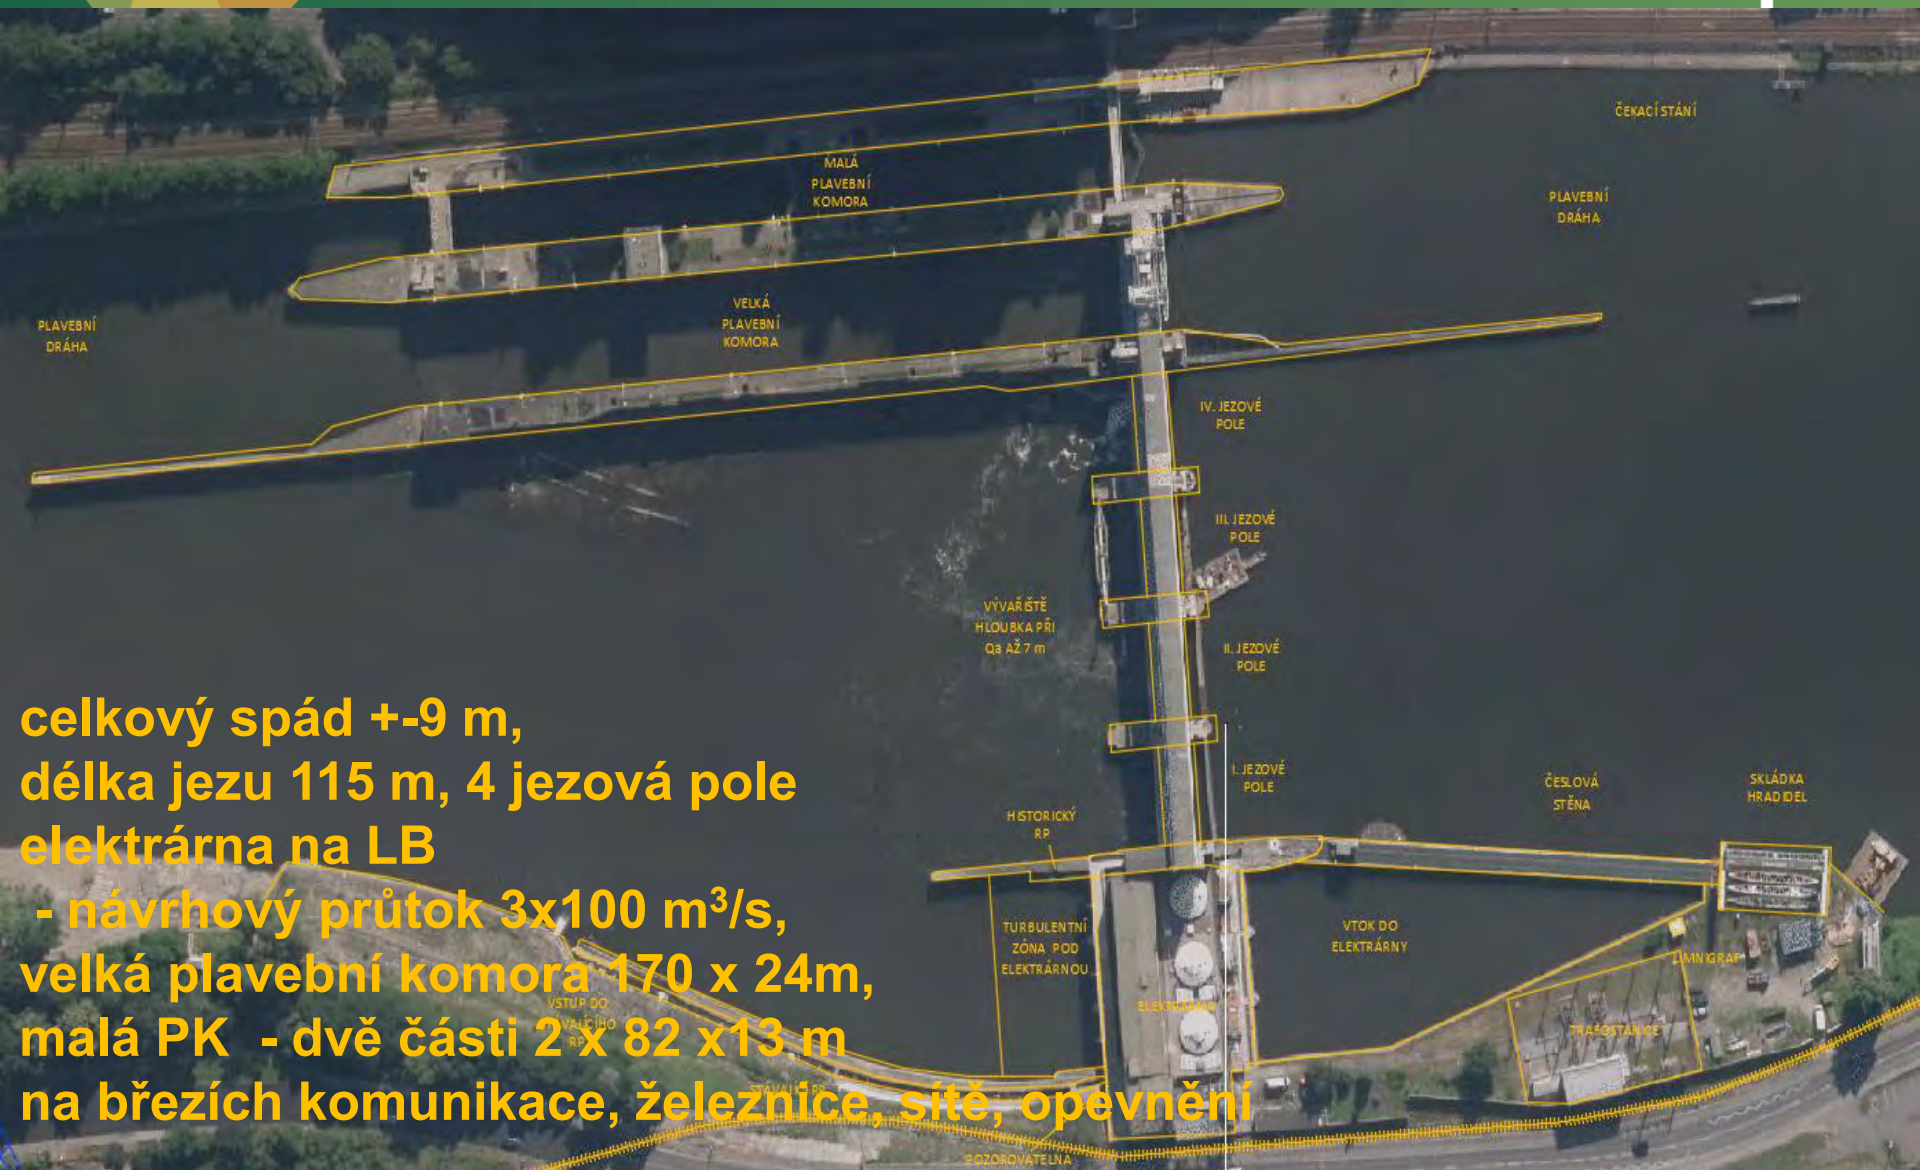 ČEKACÍ STÁNÍ
MALÁ
PLAVEBNÍ
KOMORA
PLAVEBNÍ
DRÁHA
VELKÁ
PLAVEBNÍ
KOMORA
PLAVEBNÍ
DRÁHA
IV. JEZOVÉ
POLE
III. JEZOVÉ
POLE
VÝVAŘIŠTĚ
HLOUBKA PŘI
Qa AŽ 7 m
II. JEZOVÉ
POLE
I. JEZOVÉ
POLE
ČESLOVÁ
STĚNA
SKLÁDKA
HRADIDEL
HISTORICKÝ
RP
celkový spád +-9 m,
délka jezu 115 m, 4 jezová pole
elektrárna na LB
- návrhový průtok 3x100 m³/s,
velká plavební komora 170 x 24m,
malá PK - dvě části 2 x 82 x13 m
na březích komunikace, železnice, sítě, opevnění
TURBULENTNÍ
ZÓNA POD
ELEKTRÁRNOU
VTOK DO
ELEKTRÁRNY
LIMNIGRAF
ELEKTRÁRNA
TRAFOSTANICE
VSTUP DO
RP
POZOROVATELNA